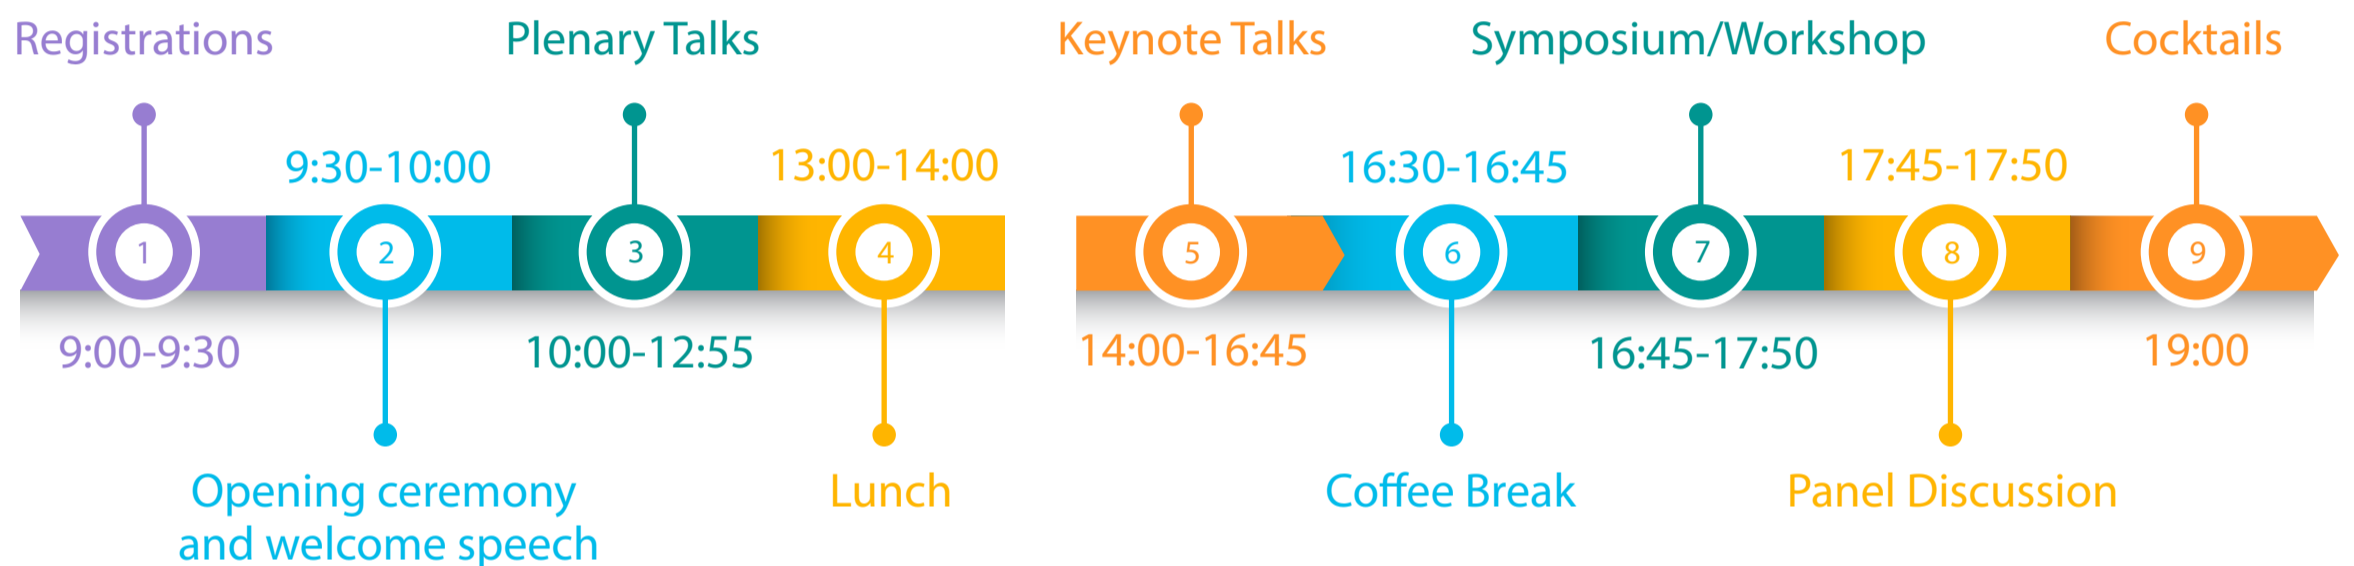 Registrations
Plenary Talks
Keynote Talks
Symposium/Workshop
Cocktails
9:30-10:00
13:00-14:00
16:30-16:45
17:45-17:50
1
2
3
4
5
6
7
8
9
9:00-9:30
10:00-12:55
14:00-16:45
16:45-17:50
19:00
Opening ceremony
and welcome speech
Lunch
Coffee Break
Panel Discussion